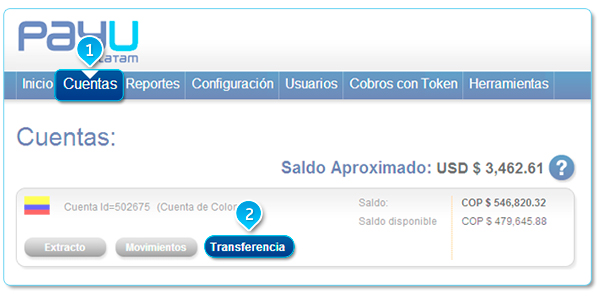 PayU
LATAM
1
Inicio Cuentas Reportes Configuración Usuarios Cobros con Token Herramientas
Cuentas:
Saldo Aproximado: USD $ 3,462.61 ?
Cuenta Id=502675 (Cuenta de Colo
Saldo: COP $ 546,820.32
2
Saldo disponible COP $ 479,645.88
Extracto Movimientos Transferencia